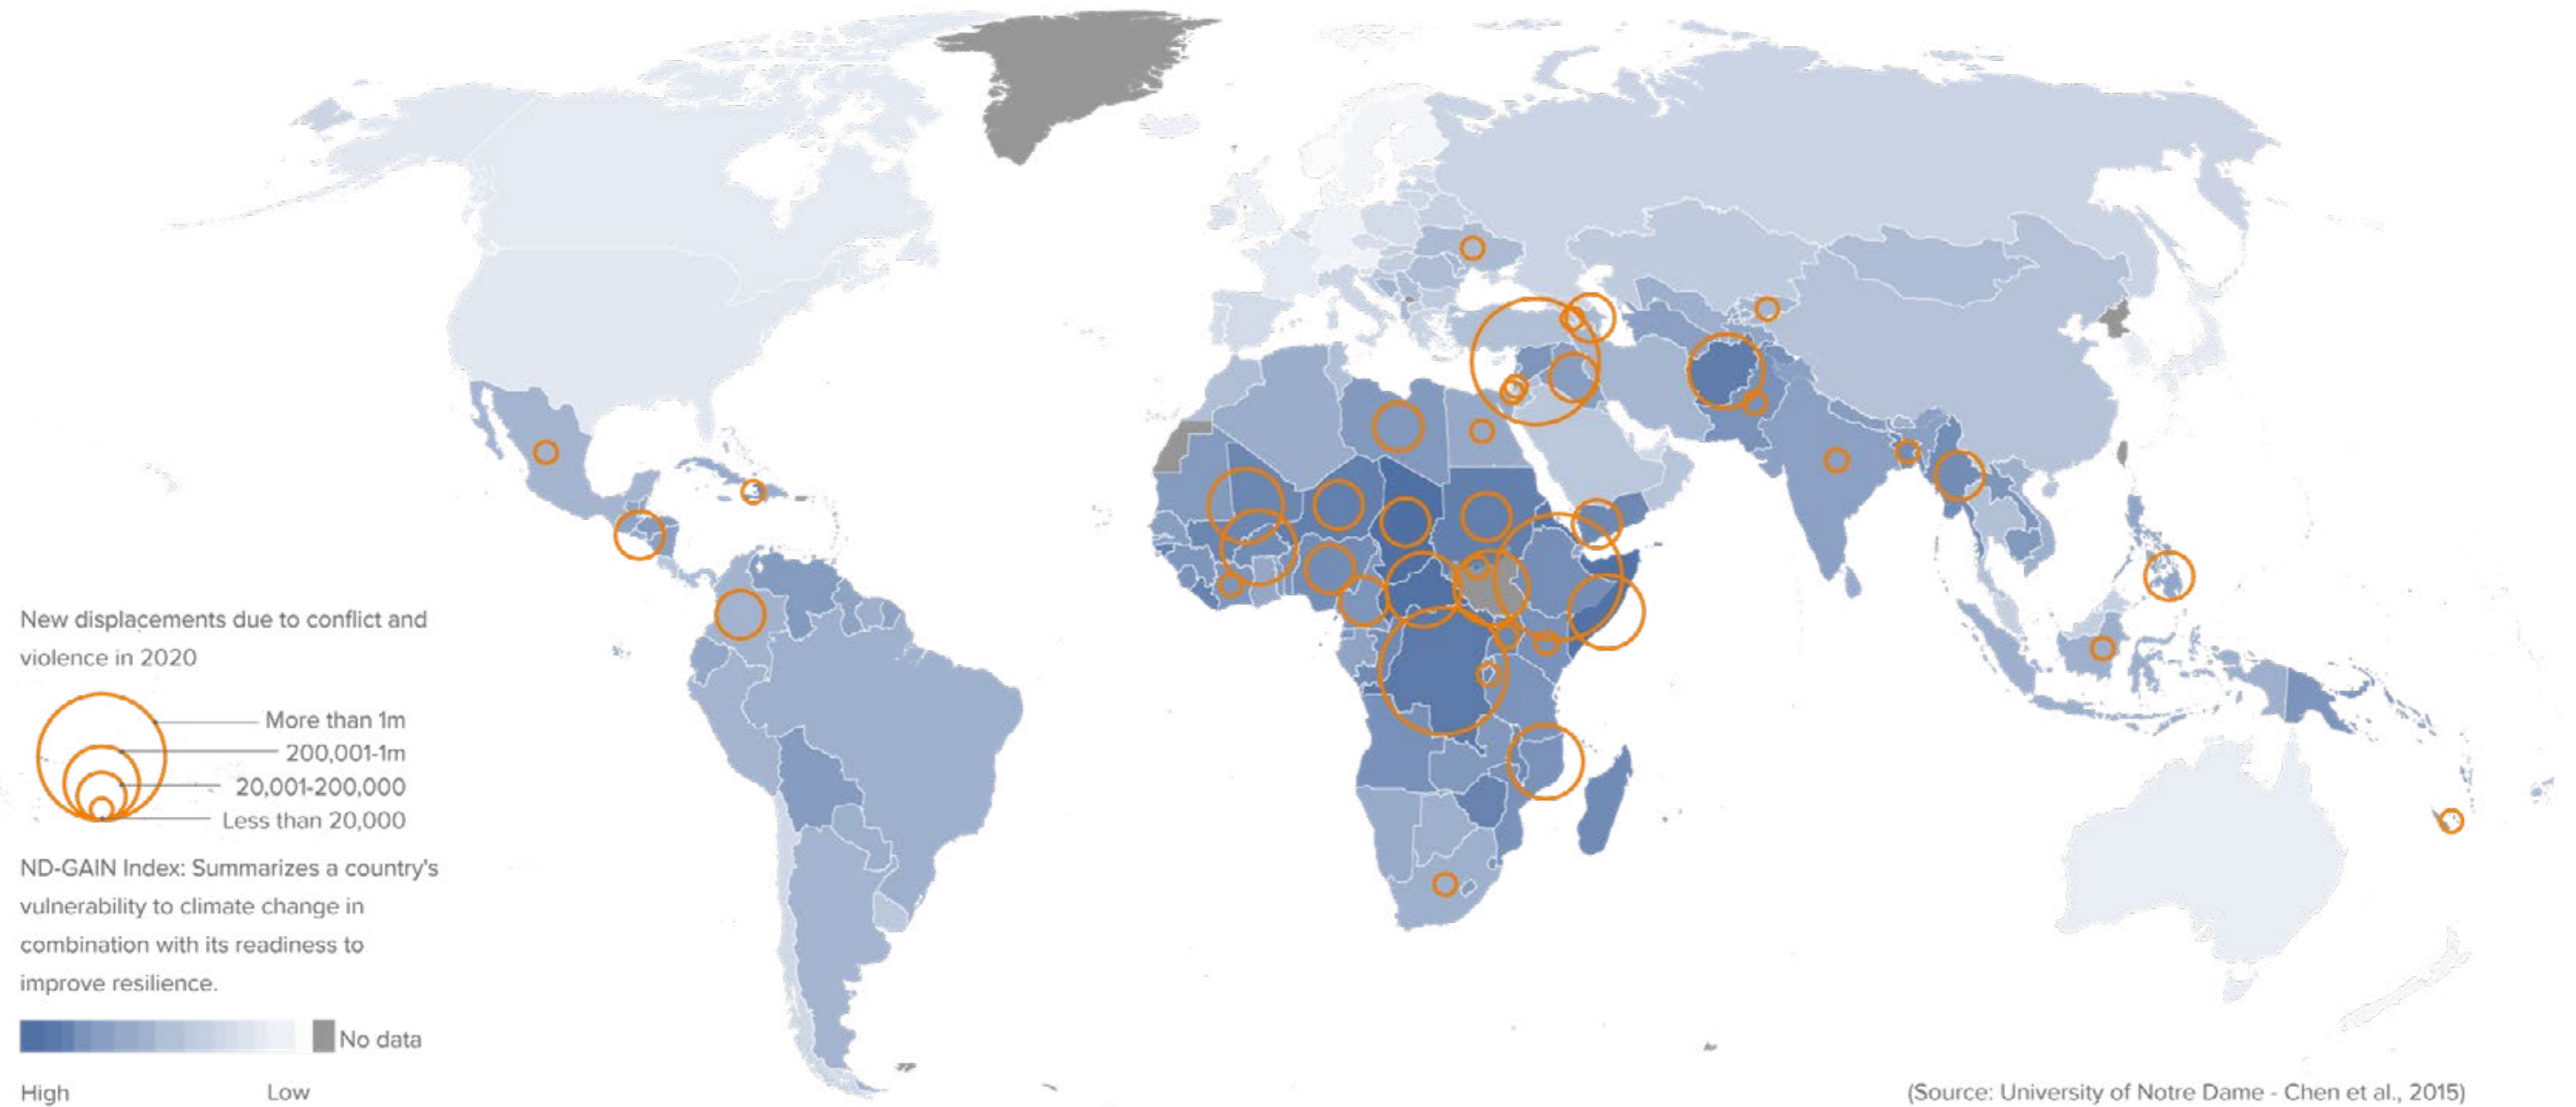 New displacements due to conflict and
violence in 2020
More than 1m
200,001-1m
20,001-200,000
Less than 20,000
ND-GAIN Index: Summarizes a country's
vulnerability to climate change in
combination with its readiness to
improve resilience.
No data
High Low
(Source: University of Notre Dame - Chen et al., 2015)